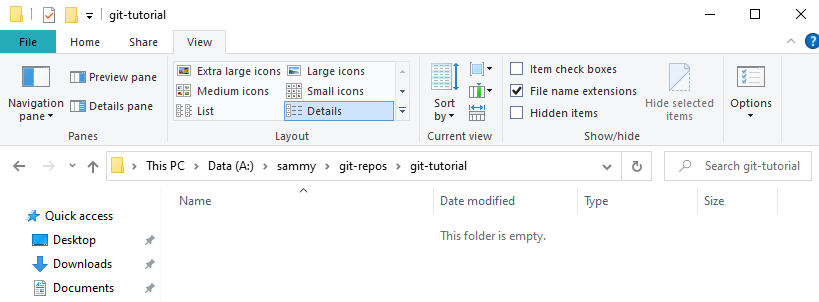 git-tutorial
File Home Share View
Navigation pane Preview pane Details pane
Panes
Extra large icons Large icons
Medium icons Small icons
List Details
Layout
Sort by
Current view
Item check boxes
File name extensions
Hidden items
Hide selected items
Show/hide
Options
This PC Data (A:) sammy git-repos git-tutorial
Search git-tutorial
Name Date modified Type Size
This folder is empty.
Quick access
Desktop
Downloads
Documents